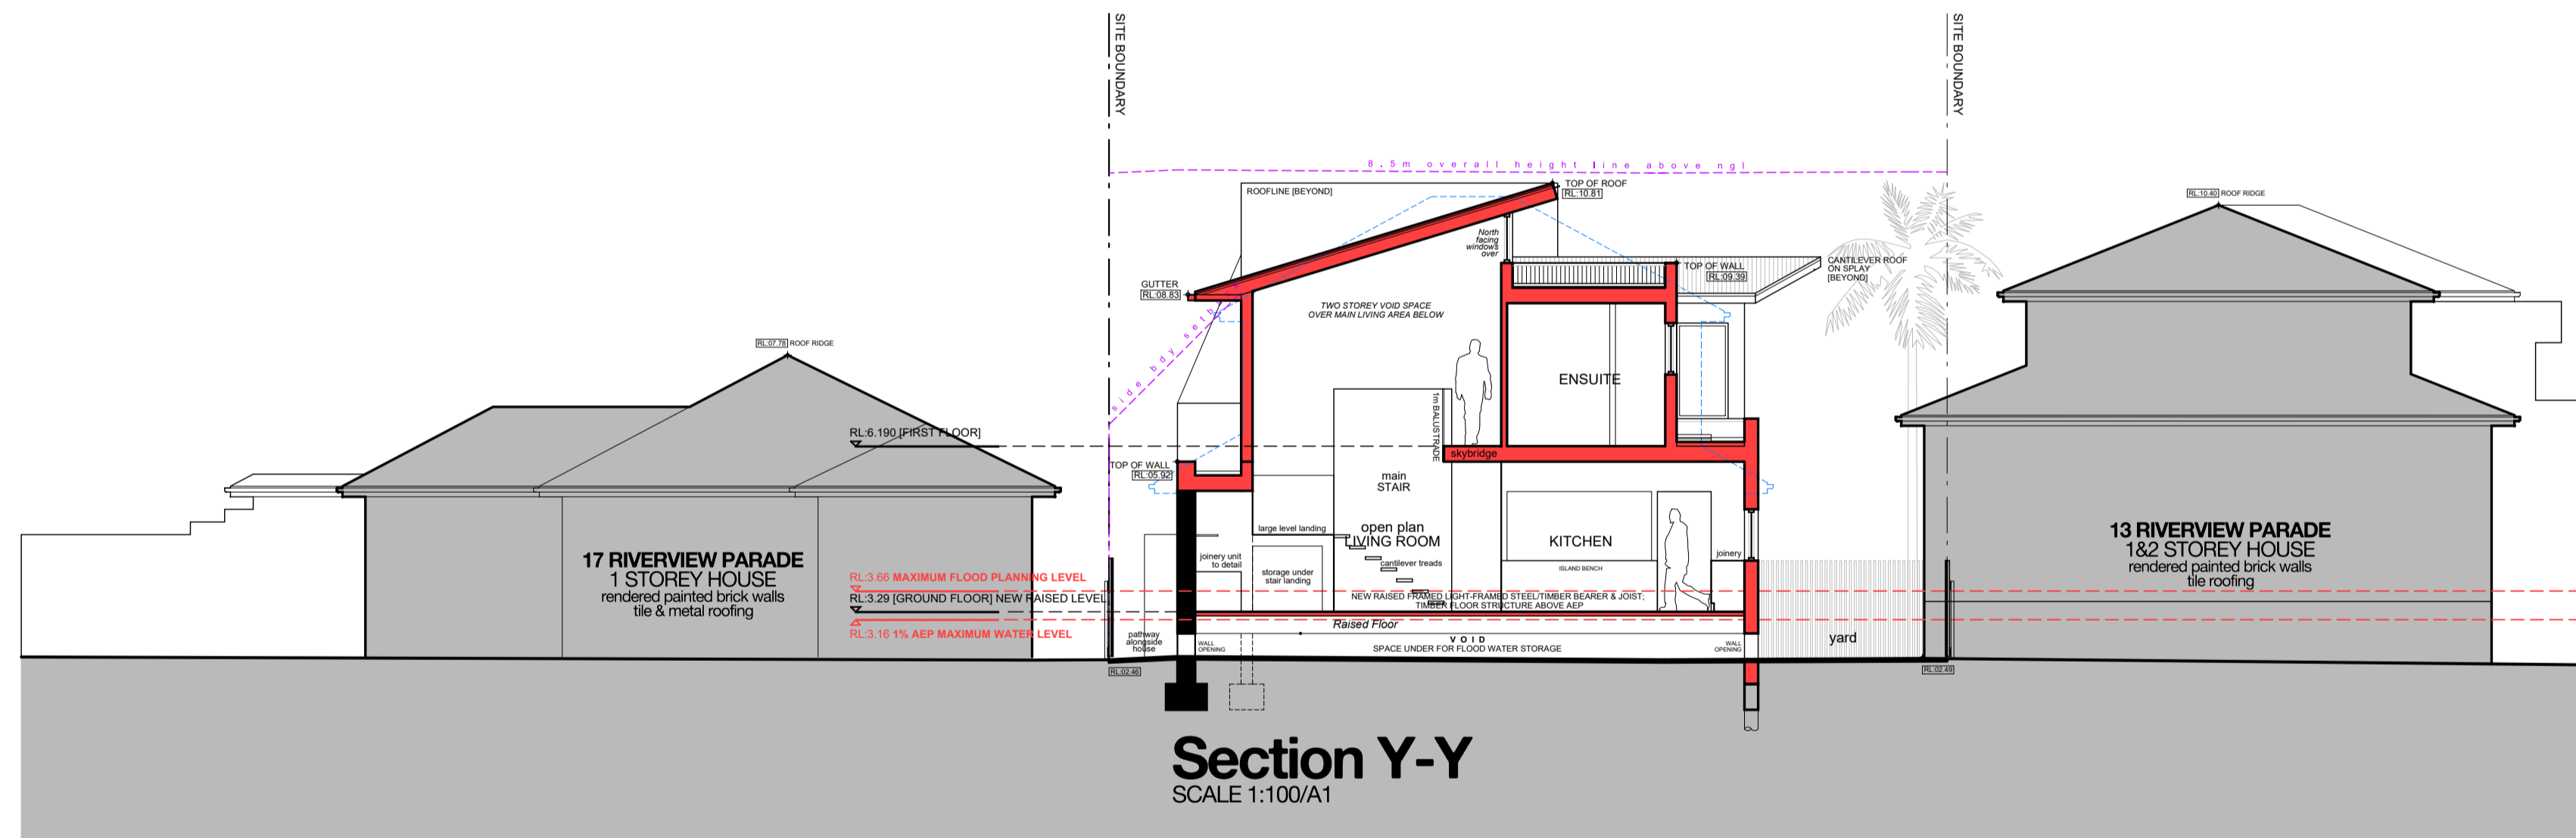 SITE BOUNDARY
SITE BOUNDARY
8.5m overall height line above ngl
ROOFLINE [BEYOND]
TOP OF ROOF
RL:10.81
RL:10.40 ROOF RIDGE
North
facing
windows
over
TOP OF WALL
RL:09.39
CANTILEVER ROOF
ON SPLAY
[BEYOND]
GUTTER
RL:08.83
TWO STOREY VOID SPACE
OVER MAIN LIVING AREA BELOW
side bdy setb
RL:07.78 ROOF RIDGE
ENSUITE
1m BALUSTRADE
RL:6.190 [FIRST FLOOR]
skybridge
TOP OF WALL
RL:05.92
main
STAIR
large level landing
open plan
LIVING ROOM
KITCHEN
joinery unit
to detail
storage under
stair landing
cantilever treads
ISLAND BENCH
joinery
17 RIVERVIEW PARADE
1 STOREY HOUSE
rendered painted brick walls
tile & metal roofing
13 RIVERVIEW PARADE
1&2 STOREY HOUSE
rendered painted brick walls
tile roofing
RL:3.66 MAXIMUM FLOOD PLANNING LEVEL
RL:3.29 [GROUND FLOOR] NEW RAISED LEVEL
NEW RAISED FRAMED LIGHT-FRAMED STEEL/TIMBER BEARER & JOIST;
TIMBER FLOOR STRUCTURE ABOVE AEP
RL:3.16 1% AEP MAXIMUM WATER LEVEL
Raised Floor
pathway
alongside
house
WALL
OPENING
VOID
SPACE UNDER FOR FLOOD WATER STORAGE
WALL
OPENING
yard
RL:02.46
RL:02.49
Section Y-Y
SCALE 1:100/A1